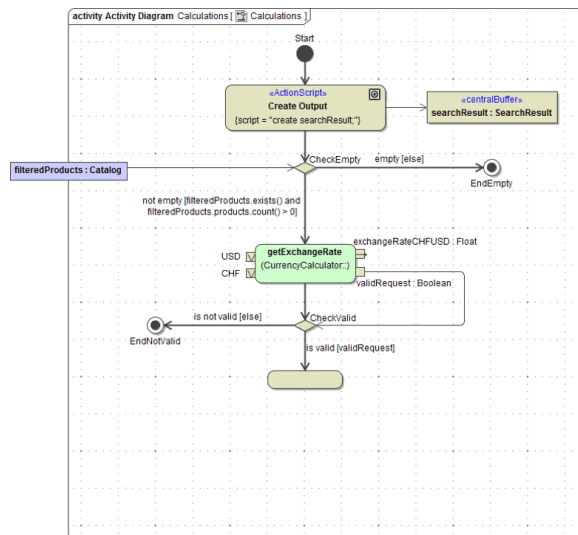 activity Activity Diagram Calculations [ Calculations ]
Start
«ActionScript»
Create Output
{script = "create searchResult;"}
«centralBuffer»
searchResult : SearchResult
filteredProducts : Catalog
CheckEmpty
empty [else]
EndEmpty
not empty [filteredProducts.exists() and
filteredProducts.products.count() > 0]
exchangeRateCHFUSD : Float
USD
getExchangeRate
CHF
(CurrencyCalculator::)
validRequest : Boolean
is not valid [else]
CheckValid
EndNotValid
is valid [validRequest]